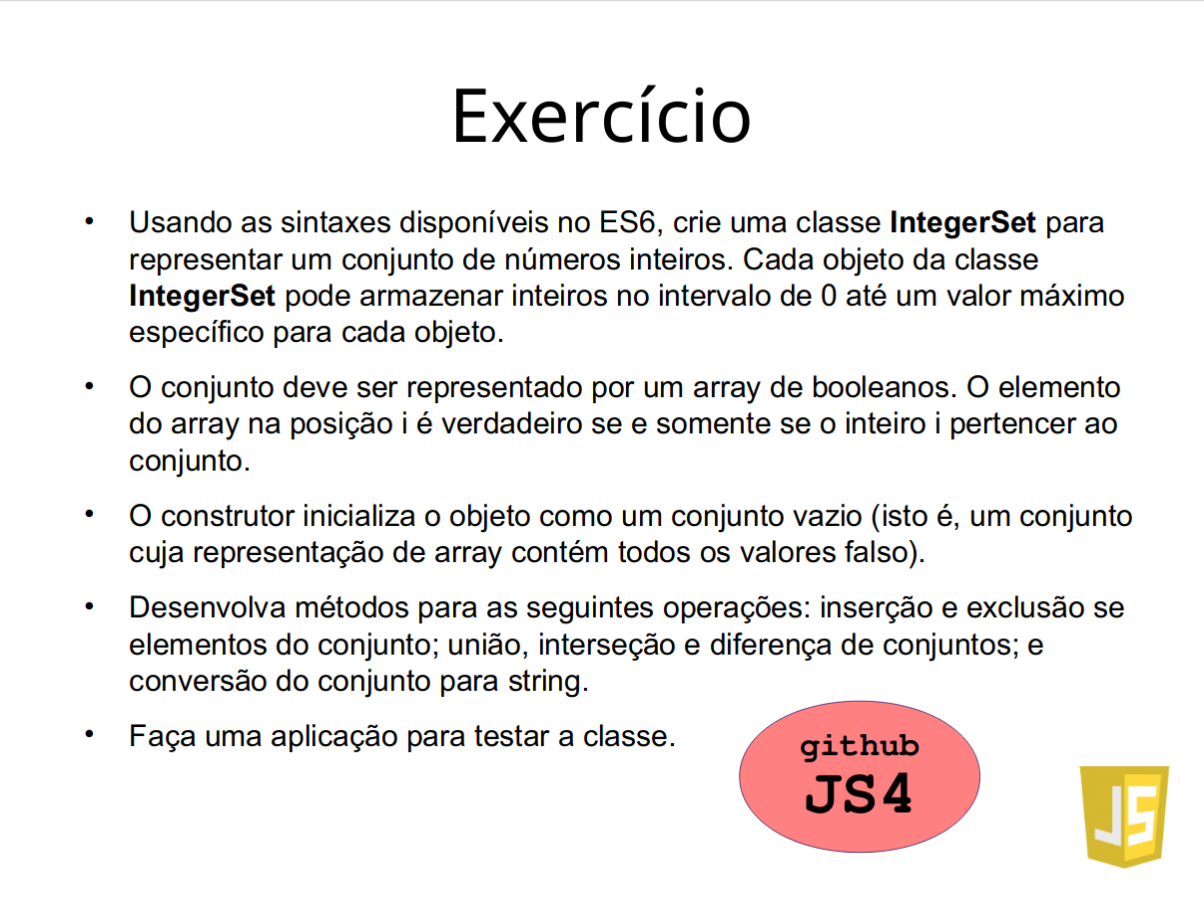 Exercício
• Usando as sintaxes disponíveis no ES6, crie uma classe IntegerSet para
representar um conjunto de números inteiros. Cada objeto da classe
IntegerSet pode armazenar inteiros no intervalo de 0 até um valor máximo
específico para cada objeto.
• O conjunto deve ser representado por um array de booleanos. O elemento
do array na posição i é verdadeiro se e somente se o inteiro i pertencer ao
conjunto.
• O construtor inicializa o objeto como um conjunto vazio (isto é, um conjunto
cuja representação de array contém todos os valores falso).
• Desenvolva métodos para as seguintes operações: inserção e exclusão se
elementos do conjunto; união, interseção e diferença de conjuntos; e
conversão do conjunto para string.
• Faça uma aplicação para testar a classe.
github
JS4
JS